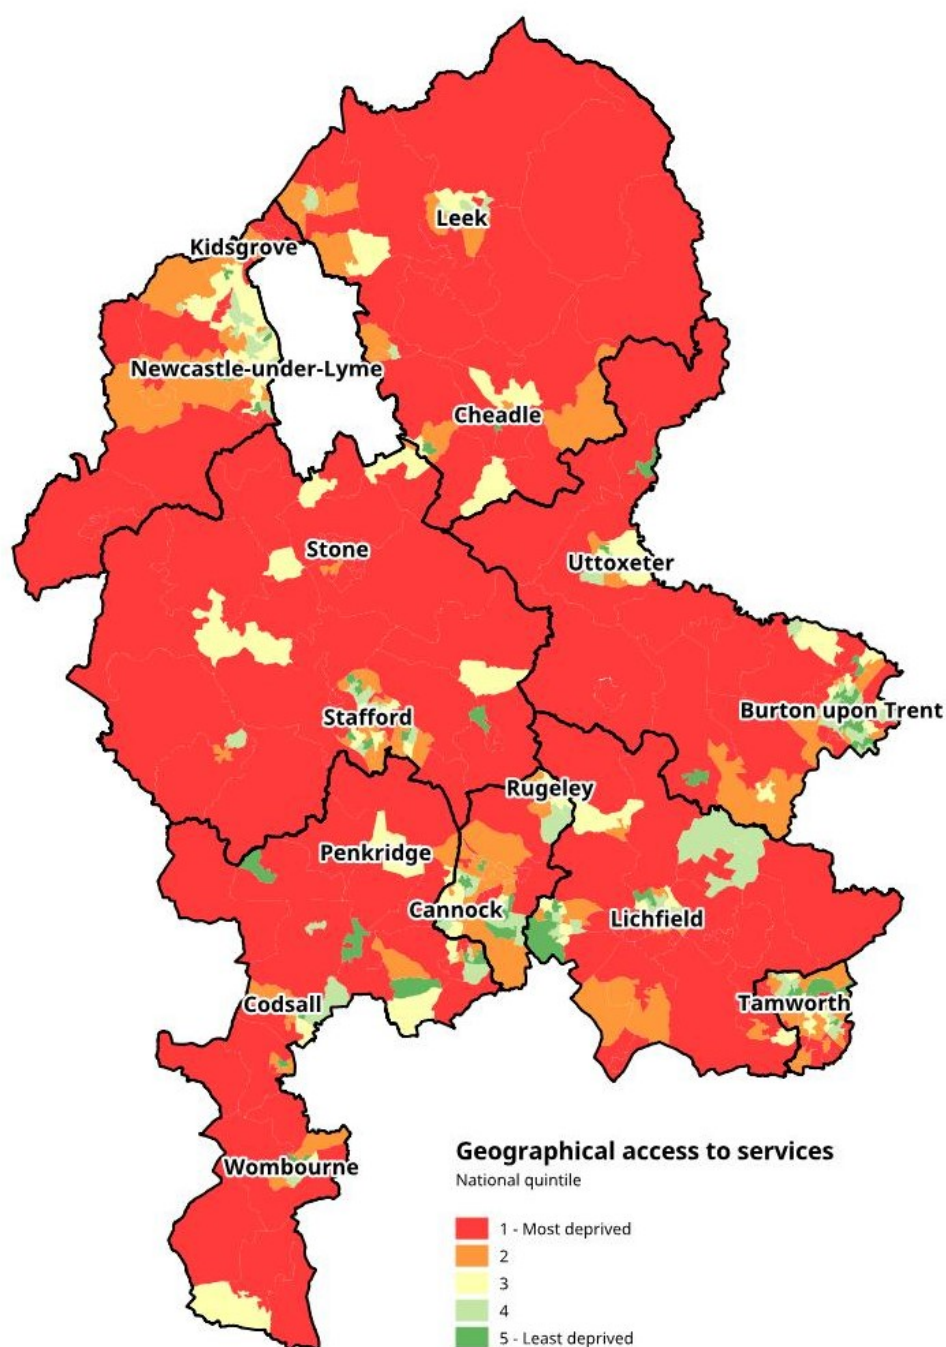 Leek
Kidsgrove
Newcastle-under-Lyme
Cheadle
Stone
Uttoxeter
Stafford
Burton upon Trent
Rugeley
Penkridge
Cannock
Lichfield
Codsall
Tamworth
Wombourne
Geographical access to services
National quintile
1 - Most deprived
2
3
4
5 - Least deprived